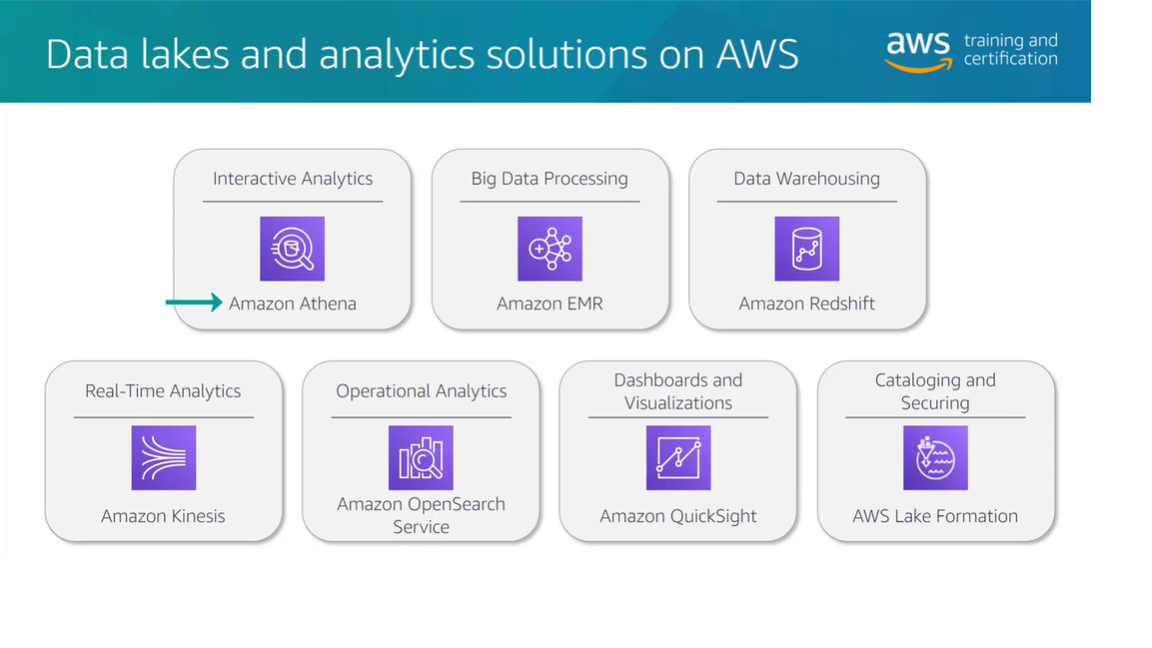 Data lakes and analytics solutions on AWS
aws
training and
certification
Interactive Analytics
Amazon Athena
Big Data Processing
Amazon EMR
Data Warehousing
Amazon Redshift
Real-Time Analytics
Amazon Kinesis
Operational Analytics
Amazon OpenSearch
Service
Dashboards and
Visualizations
Amazon QuickSight
Cataloging and
Securing
AWS Lake Formation